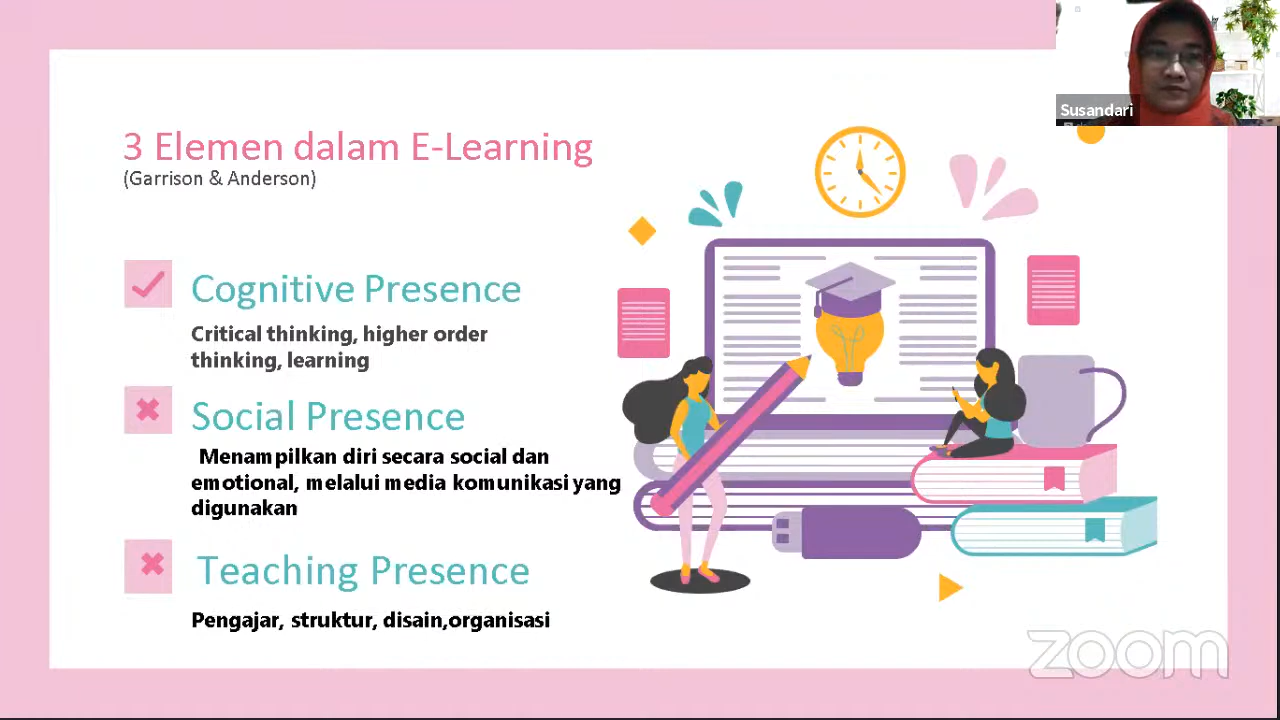 Susandari
3 Elemen dalam E-Learning
(Garrison & Anderson)
Cognitive Presence
Critical thinking, higher order
thinking, learning
Social Presence
Menampilkan diri secara social dan
emotional, melalui media komunikasi yang
digunakan
Teaching Presence
Pengajar, struktur, disain,organisasi
zoom